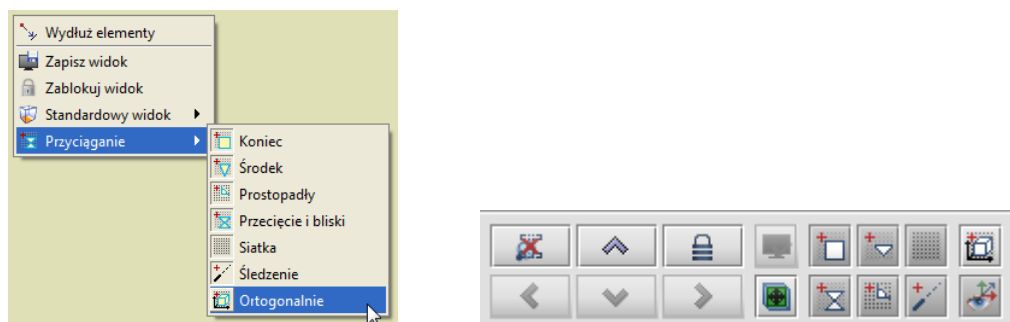 Wydłuż elementy
Zapisz widok
Zablokuj widok
Standardowy widok
Przyciąganie
Koniec
Środek
Prostopadły
Przecięcie i bliski
Siatka
Śledzenie
Ortogonalnie